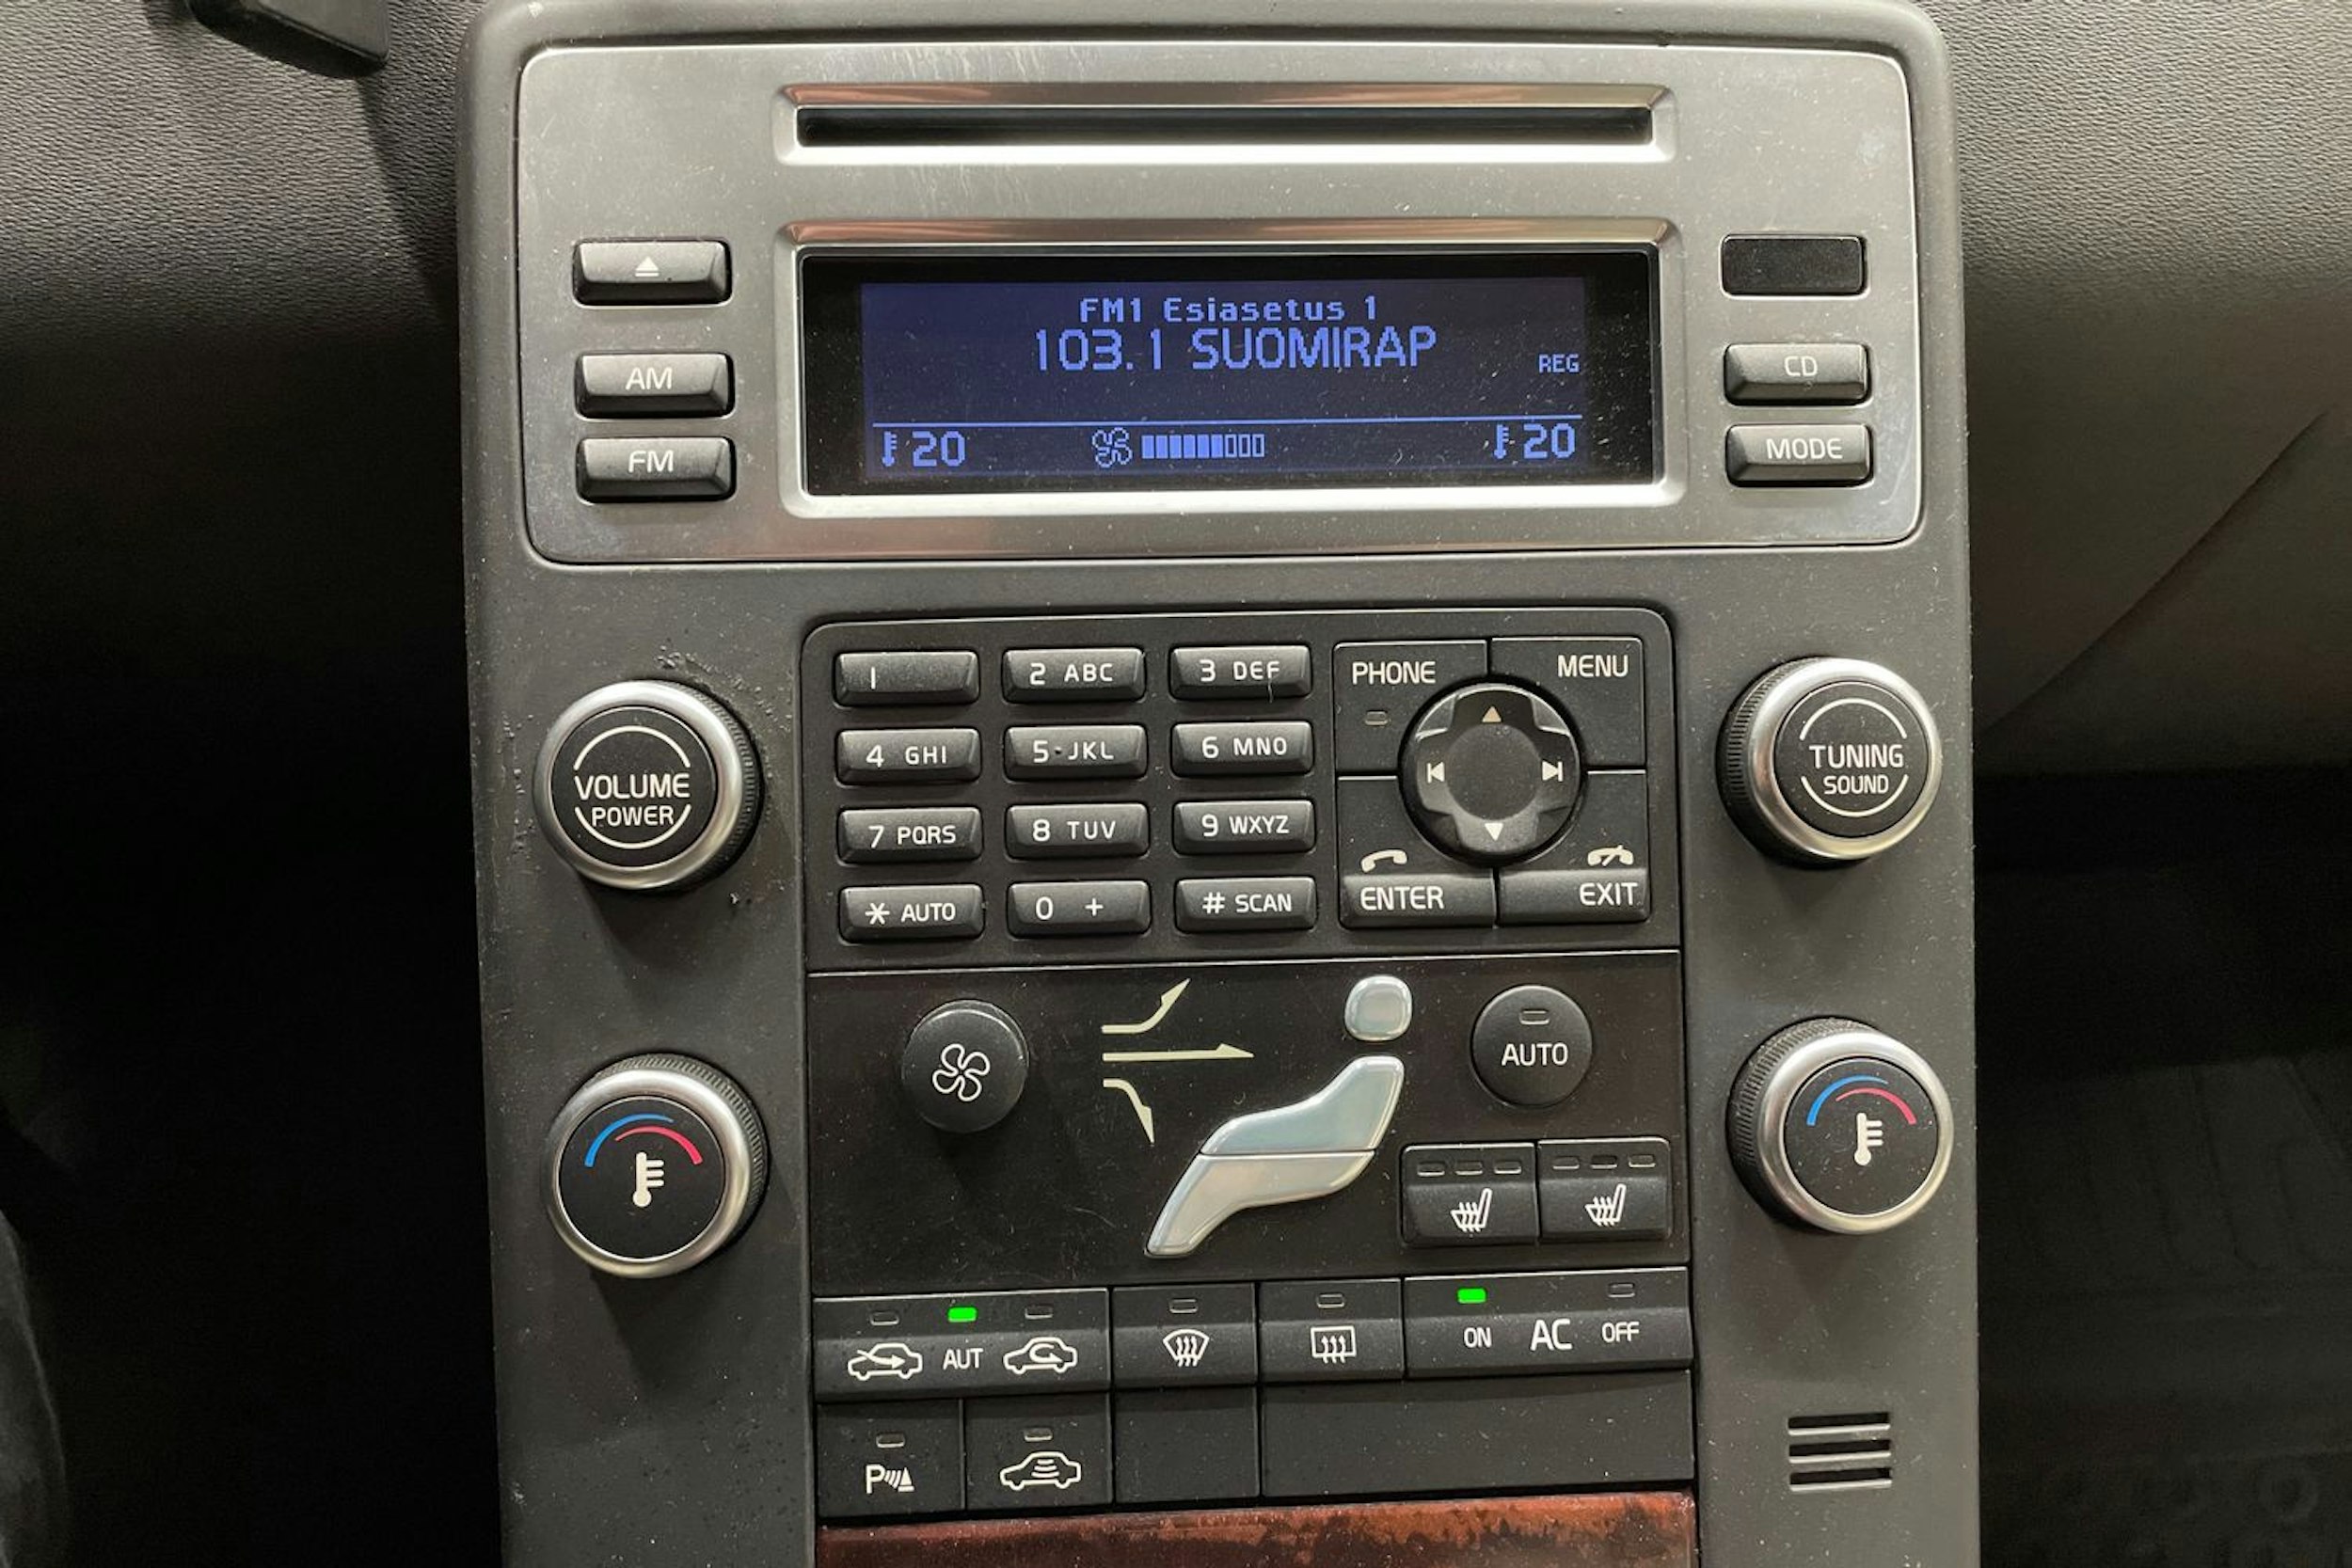 FM1 Esiasetus 1
103.1 SUOMIRAP
REG
20
20
AM
FM
CD
MODE
VOLUME
POWER
1
2 ABC
3 DEF
4 GHI
5 JKL
6 MNO
7 PQRS
8 TUV
9 WXYZ
* AUTO
0 +
# SCAN
PHONE
MENU
ENTER
EXIT
TUNING
SOUND
AUTO
AUT
ON AC OFF
P